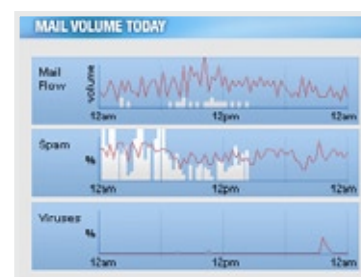 MAIL VOLUME TODAY
Mail
Flow
volume
12am 12pm 12am
Spam
%
12am 12pm 12am
Viruses
%
12am 12pm 12am